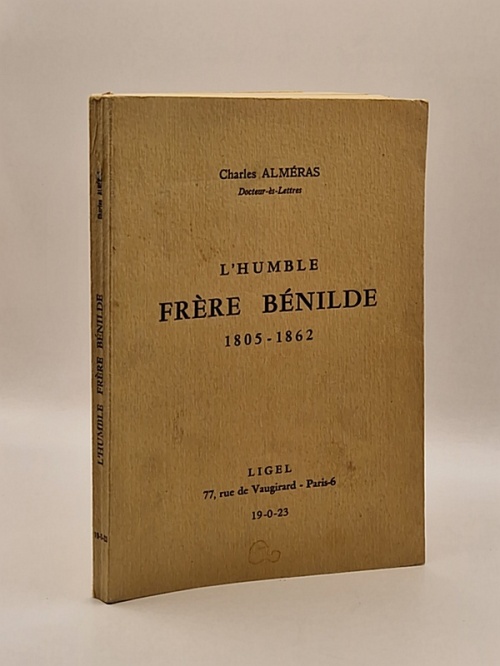 Charles ALMÉRAS
Docteur-ès-Lettres
L'HUMBLE
FRÈRE BÉNILDE
1805-1862
LIGEL
77, rue de Vaugirard - Paris-6
19-0-23
L'HUMBLE FRÈRE BÉNILDE